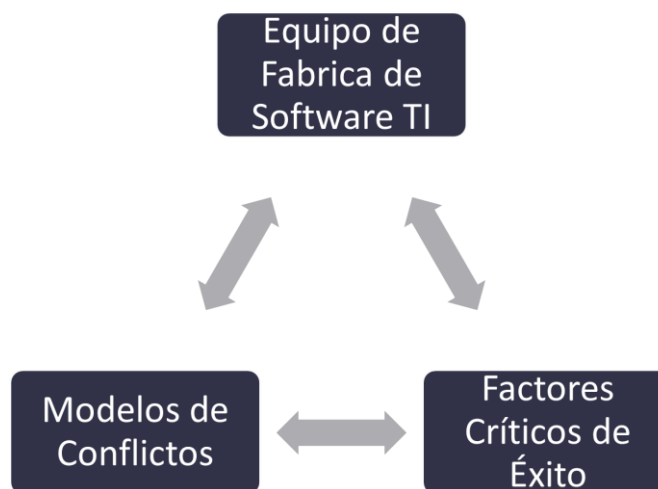 Equipo de
Fabrica de
Software TI
Modelos de
Conflictos
Factores
Críticos de
Éxito